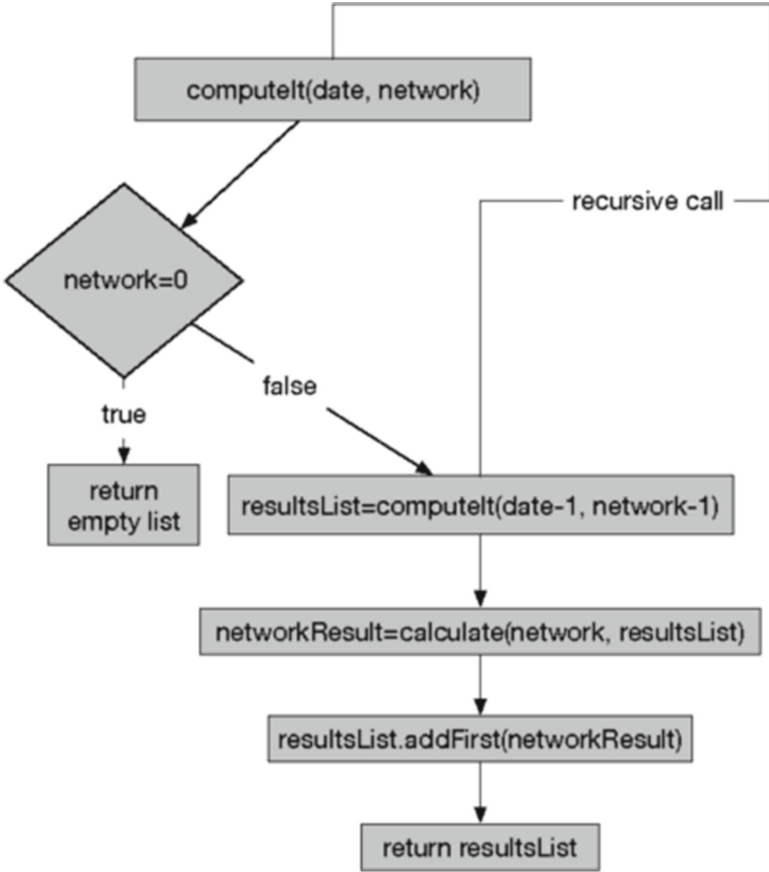 computeIt(date, network)
recursive call
network=0
false
true
return
empty list
resultsList=computeIt(date-1, network-1)
networkResult=calculate(network, resultsList)
resultsList.addFirst(networkResult)
return resultsList